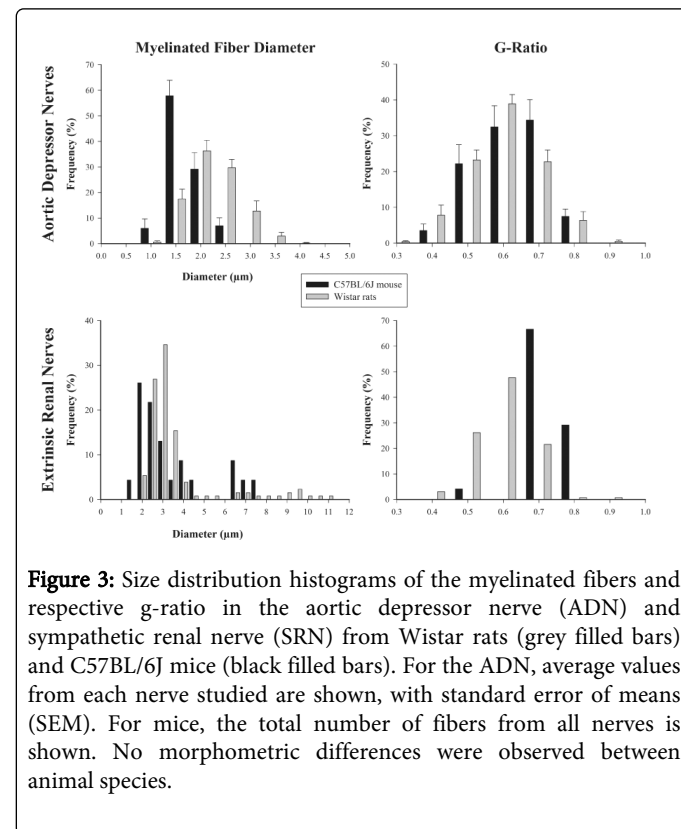 Myelinated Fiber Diameter
G-Ratio
Aortic Depressor Nerves
Frequency (%)
70
60
50
40
30
20
10
0
0.0 0.5 1.0 1.5 2.0 2.5 3.0 3.5 4.0 4.5 5.0
Diameter (µm)
Frequency (%)
50
40
30
20
10
0
0.3 0.4 0.5 0.6 0.7 0.8 0.9 1.0
C57BL/6J mouse
Wistar rats
Extrinsic Renal Nerves
Frequency (%)
40
30
20
10
0
0 1 2 3 4 5 6 7 8 9 10 11 12
Diameter (µm)
Frequency (%)
80
70
60
50
40
30
20
10
0
0.3 0.4 0.5 0.6 0.7 0.8 0.9 1.0
Figure 3: Size distribution histograms of the myelinated fibers and
respective g-ratio in the aortic depressor nerve (ADN) and
sympathetic renal nerve (SRN) from Wistar rats (grey filled bars)
and C57BL/6J mice (black filled bars). For the ADN, average values
from each nerve studied are shown, with standard error of means
(SEM). For mice, the total number of fibers from all nerves is
shown. No morphometric differences were observed between
animal species.